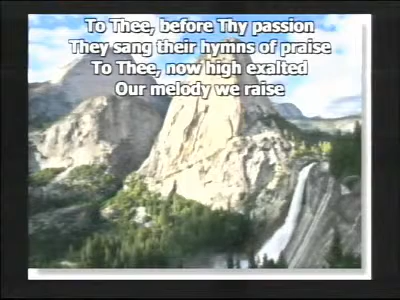 To Thee, before Thy passion
They sang their hymns of praise
To Thee, now high exalted
Our melody we raise